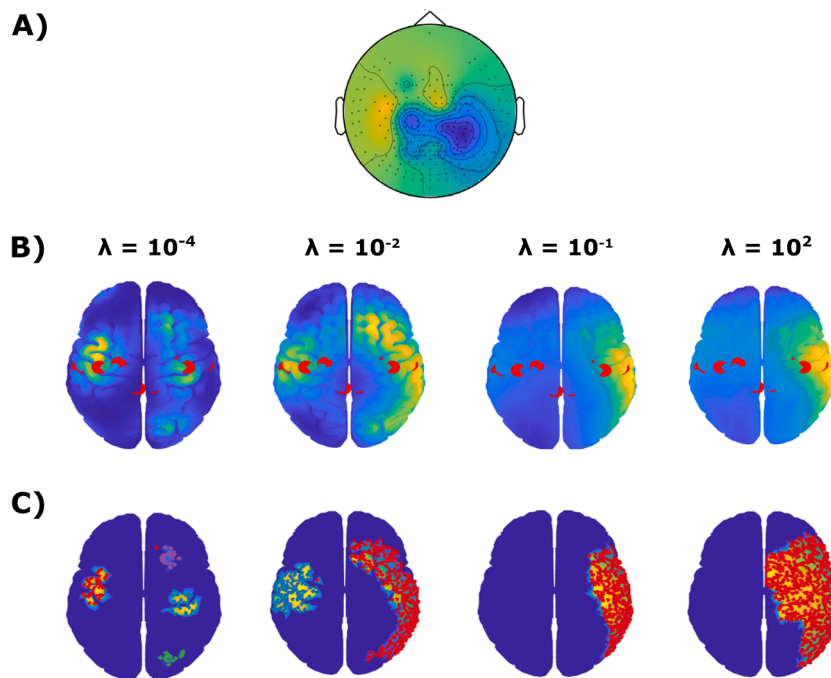 A)
B)
λ = 10⁻⁴ λ = 10⁻² λ = 10⁻¹ λ = 10²
C)